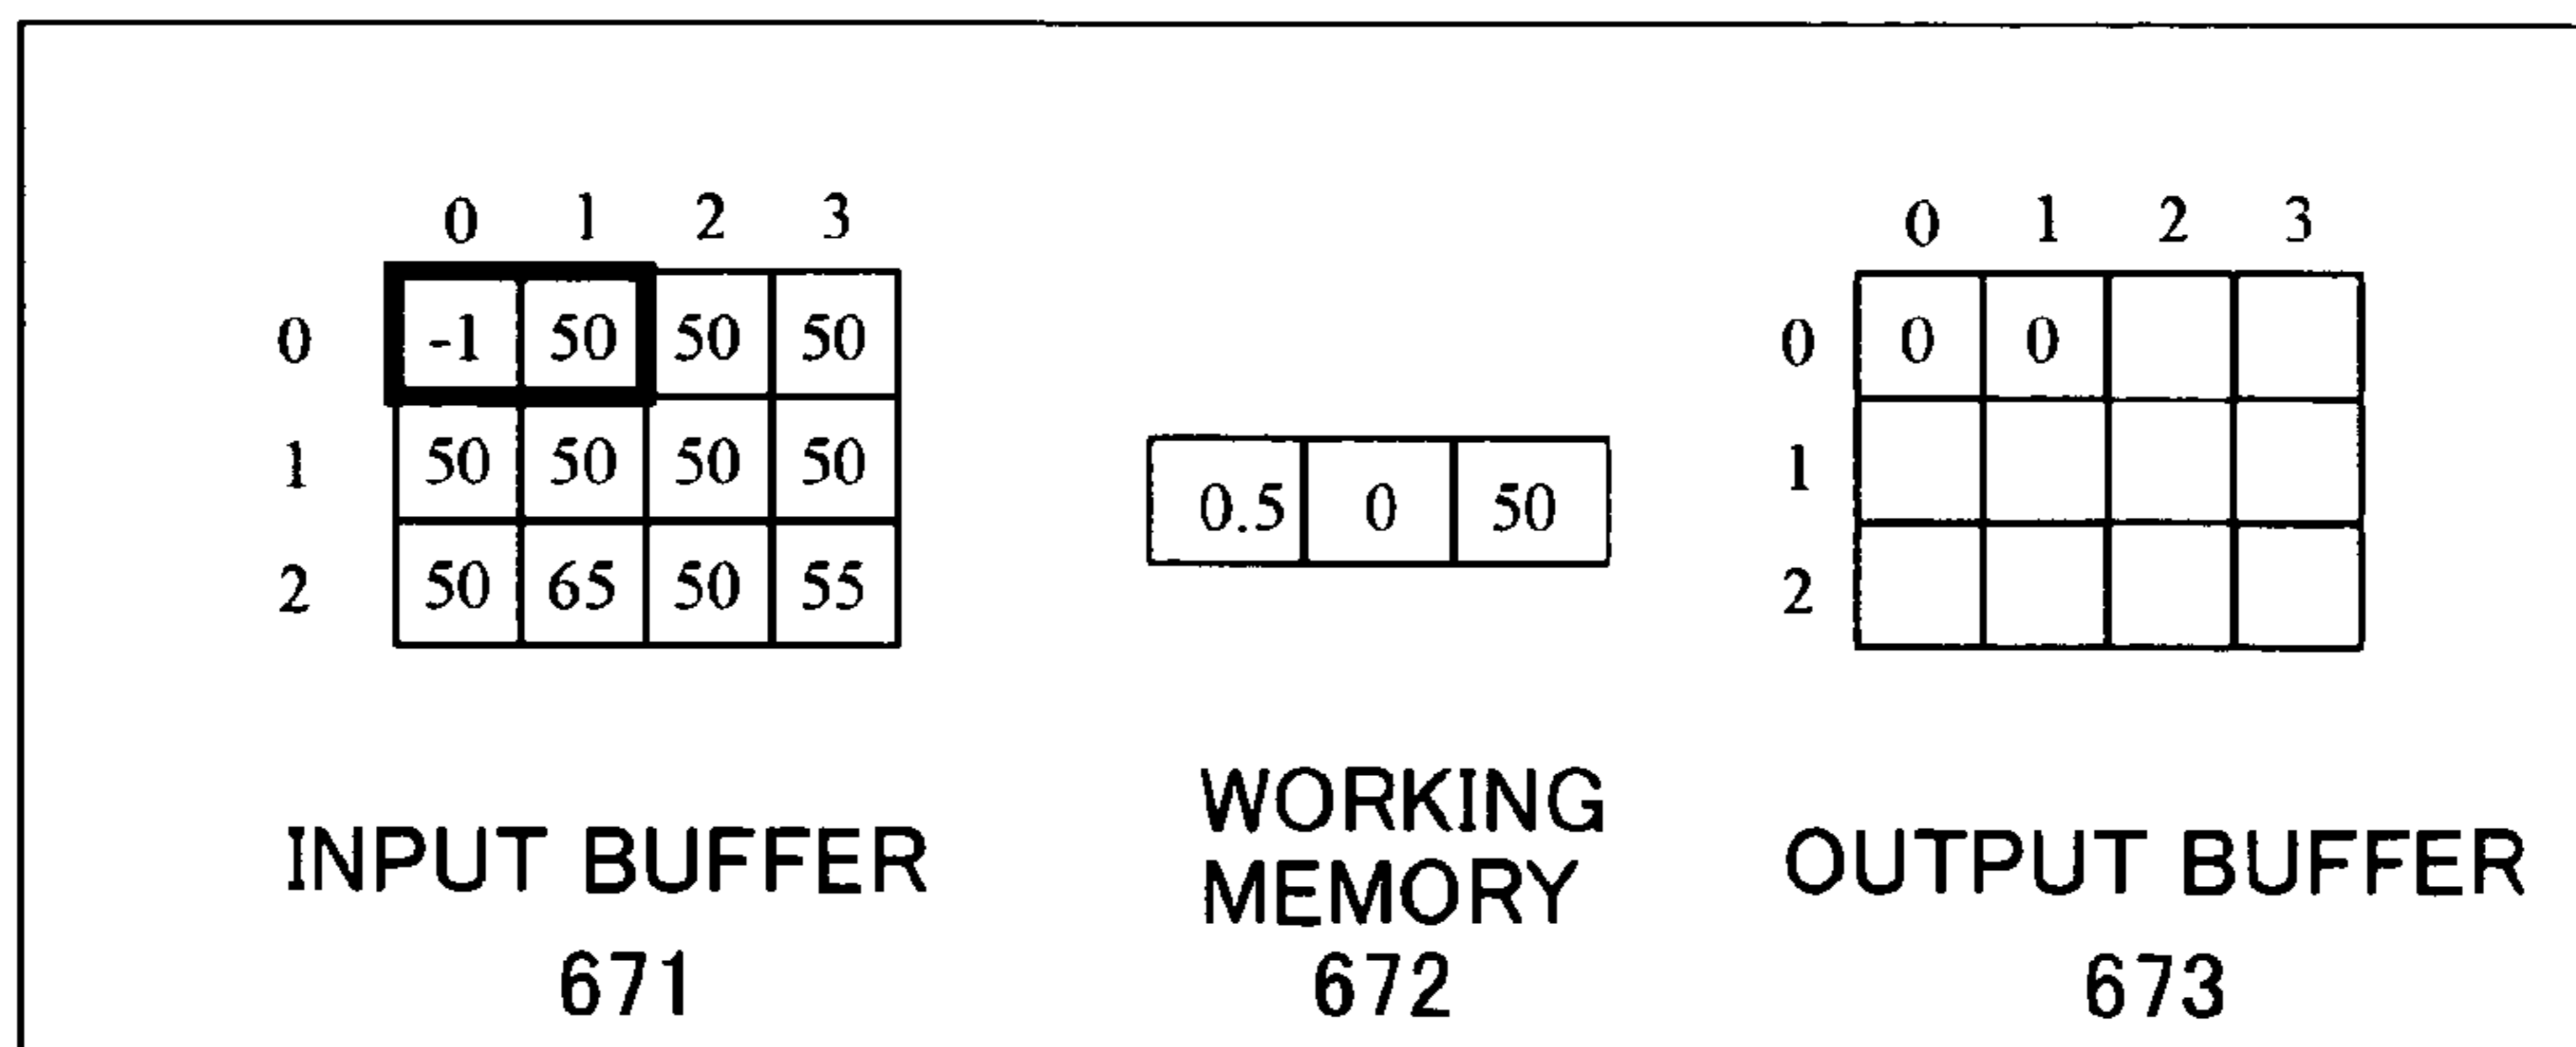 0 1 2 3
0 -1 50 50 50
1 50 50 50 50
2 50 65 50 55
INPUT BUFFER
671
0.5 0 50
WORKING
MEMORY
672
0 1 2 3
0 0 0
1
2
OUTPUT BUFFER
673